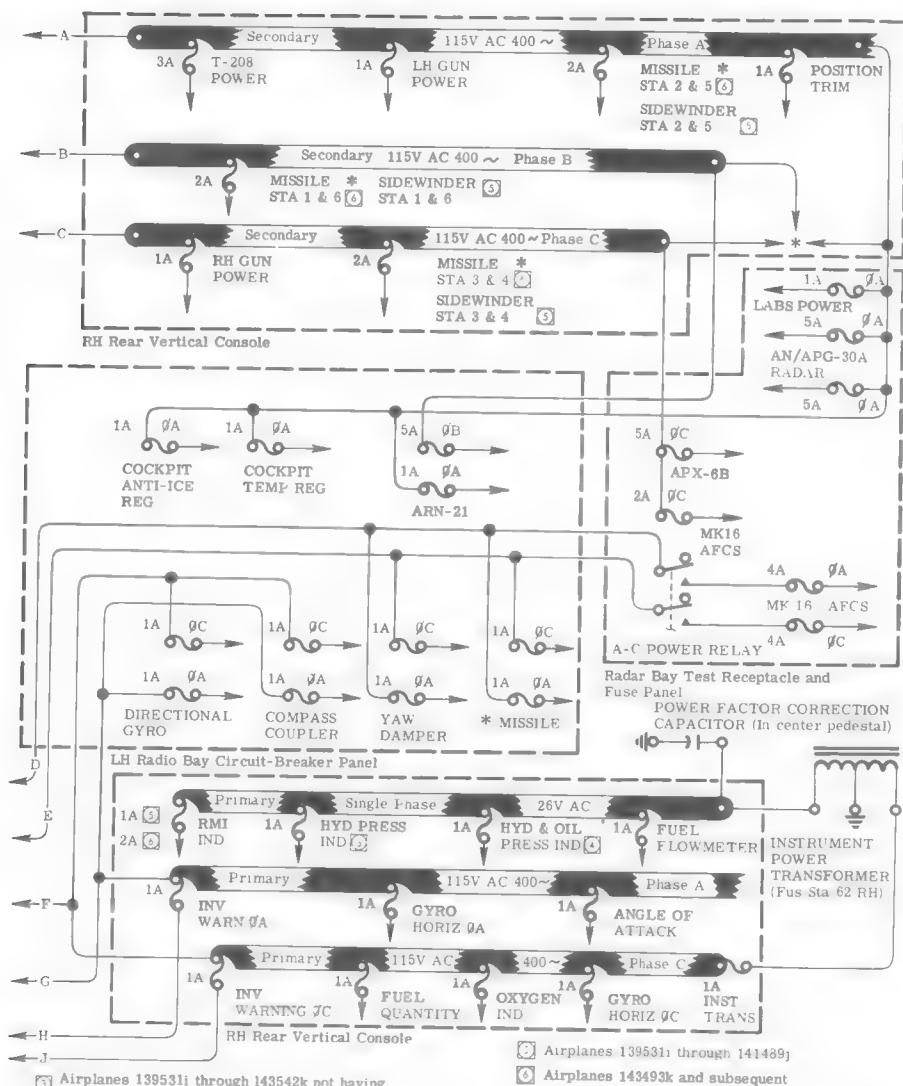 A
Secondary
115V AC 400 ~
Phase A
3A
T-208
POWER
1A
LH GUN
POWER
2A
MISSILE *
STA 2 & 5 6
SIDEWINDER
STA 2 & 5 5
1A
POSITION
TRIM
B
Secondary 115V AC 400 ~ Phase B
2A
MISSILE *
STA 1 & 6 6
SIDEWINDER 5
STA 1 & 6
C
Secondary
115V AC 400~ Phase C
1A
RH GUN
POWER
2A
MISSILE *
STA 3 & 4
SIDEWINDER
STA 3 & 4 5
*
RH Rear Vertical Console
1A ØA
LABS POWER
5A ØA
AN/APG-30A
RADAR
5A ØA
1A ØA
COCKPIT
ANTI-ICE
REG
1A ØA
COCKPIT
TEMP REG
5A ØB
1A ØA
ARN-21
5A ØC
APX-6B
2A ØC
MK16
AFCS
4A ØA
MK 16 AFCS
4A ØC
A-C POWER RELAY
Radar Bay Test Receptacle and
Fuse Panel
1A ØC
1A ØC
1A ØC
1A ØC
1A ØA
DIRECTIONAL
GYRO
1A ØA
COMPASS
COUPLER
1A ØA
YAW
DAMPER
1A ØA
* MISSILE
LH Radio Bay Circuit-Breaker Panel
POWER FACTOR CORRECTION
CAPACITOR (In center pedestal)
D
E
F
G
H
J
Primary
Single Phase
26V AC
1A 5
2A 6
RMI
IND
1A
HYD PRESS
IND 3
1A
HYD & OIL
PRESS IND 4
1A
FUEL
FLOWMETER
INSTRUMENT
POWER
TRANSFORMER
(Fus Sta 62 RH)
Primary
115V AC 400~
Phase A
1A
INV
WARN ØA
1A
GYRO
HORIZ ØA
1A
ANGLE OF
ATTACK
Primary
115V AC
400~
Phase C
1A
INV
WARNING ØC
1A
FUEL
QUANTITY
1A
OXYGEN
IND
1A
GYRO
HORIZ ØC
1A
INST
TRANS
RH Rear Vertical Console
5 Airplanes 139531i through 141489j
3 Airplanes 139531i through 143542k not having
6 Airplanes 143493k and subsequent